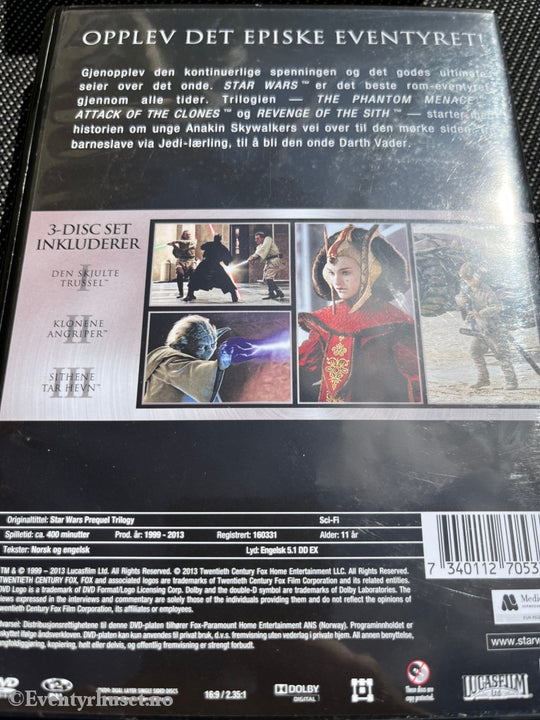 OPPLEV DET EPISKE EVENTYRET!
Gjenopplev den kontinuerlige spenningen og det godes ultimate
seier over det onde. STAR WARS™ er det beste rom-eventyret
gjennom alle tider. Trilogien — THE PHANTOM MENACE™,
ATTACK OF THE CLONES™ og REVENGE OF THE SITH™ — starter med
historien om unge Anakin Skywalkers vei over til den mørke siden,
barneslave via Jedi-lærling, til å bli den onde Darth Vader.
3-DISC SET
INKLUDERER
I
DEN SKJULTE
TRUSSEL™
II
KLONENE
ANGRIPER™
III
SITHENE
TAR HEVN™
Originaltittel: Star Wars Prequel Trilogy Sci-Fi
Spilletid: ca. 400 minutter Prod. år: 1999 - 2013 Registrert: 160331 Alder: 11 år
Tekster: Norsk og engelsk Lyd: Engelsk 5.1 DD EX
TM & © 1999 – 2013 Lucasfilm Ltd. All Rights Reserved. © 2013 Twentieth Century Fox Home Entertainment LLC. All Rights Reserved.
TWENTIETH CENTURY FOX, FOX and associated logos are trademarks of Twentieth Century Fox Film Corporation and its related entities.
DVD Logo is a trademark of DVD Format/Logo Licensing Corp. Dolby and the double-D symbol are trademarks of Dolby Laboratories. The
views expressed in the interviews and commentary are solely those of the individuals providing them and do not reflect the opinions of
Twentieth Century Fox Film Corporation, its affiliates or employees.
Advarsel: Distribusjonsrettighetene til denne DVD-platen tilhører Fox-Paramount Home Entertainment ANS (Norway). Programinnholdet er
beskyttet ifølge åndsverkloven. DVD-platen kan kun anvendes til privat bruk, d.v.s. fremvisning uten vederlag i private hjem. All annen benyttelse,
mangfoldiggjøring, kopiering, helt eller delvis, og offentlig fremvisning er strengt forbudt.
7 340112 7053
Medie
www.starw
DUAL LAYER SINGLE SIDED DISCS
16:9 / 2.35:1
DOLBY
DIGITAL
LUCASFILM
Ltd
© Eventyrhuset.no